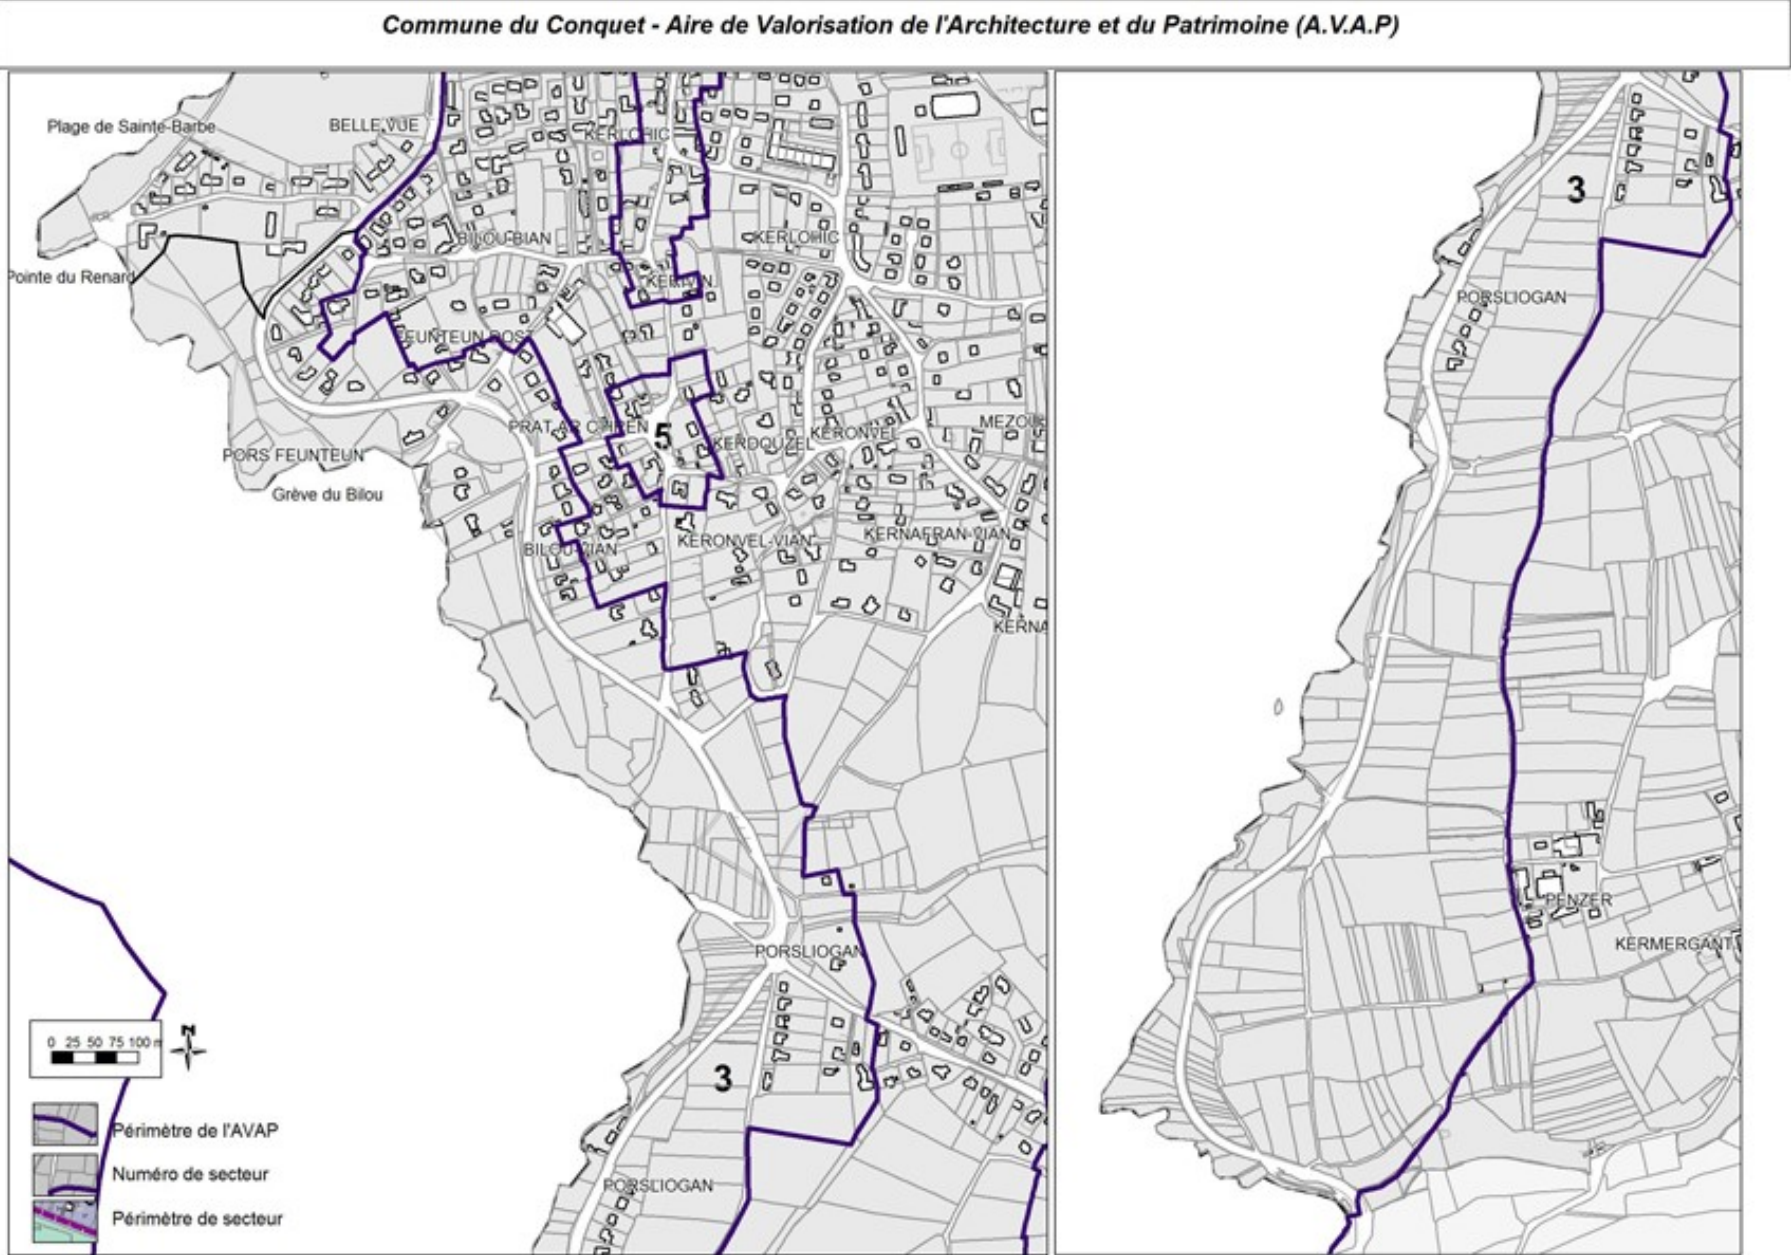 Commune du Conquet - Aire de Valorisation de l'Architecture et du Patrimoine (A.V.A.P)
Plage de Sainte-Barbe
BELLE VUE
KERLOHIC
BILOU-BIAN
KERLOHIC
Pointe du Renard
KERIVIN
FEUNTEUN
PRAT AR C'HREN
5
KERDOUZEL
KERONVEL
PORS FEUNTEUN
Grève du Bilou
BILOU-VIAN
KERONVEL-VIAN
KERNAFRAN-VIAN
KERNA
PORSLIOGAN
3
PORSLIOGAN
0 25 50 75 100 m
N
Périmètre de l'AVAP
Numéro de secteur
Périmètre de secteur
3
PORSLIOGAN
PENZER
KERMERGANT